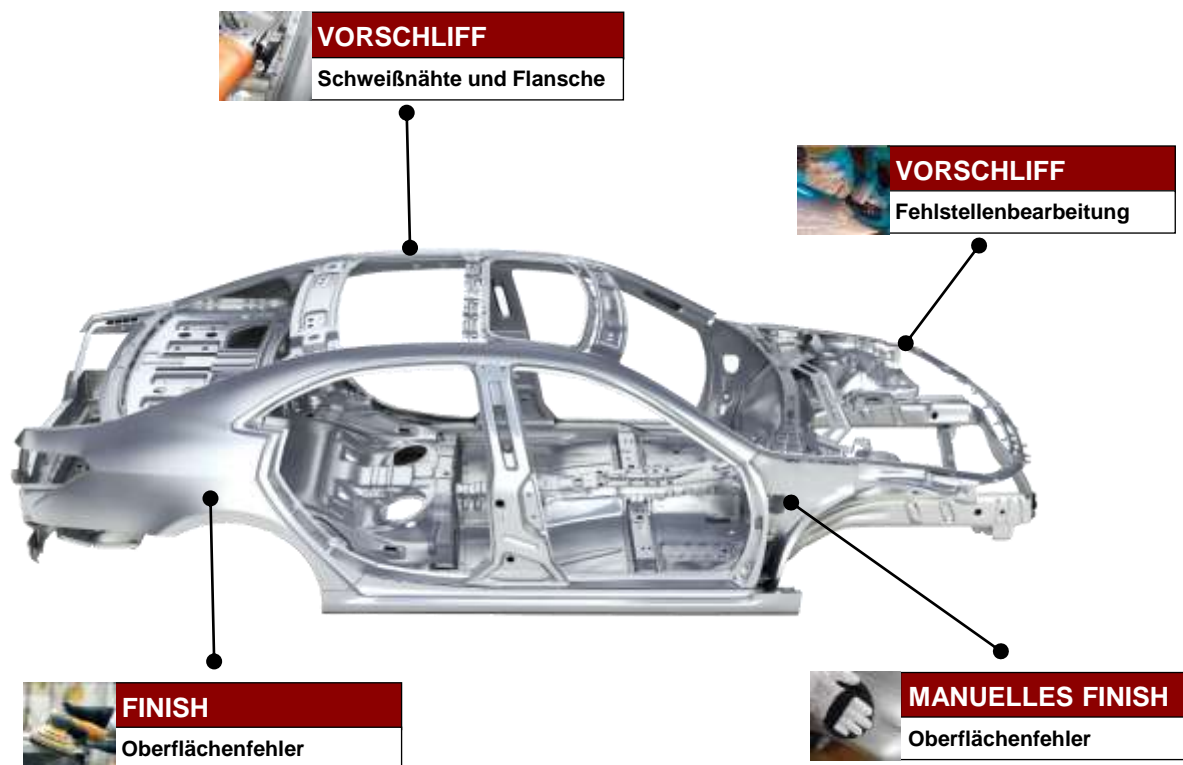 VORSCHLIFF
Schweißnähte und Flansche
VORSCHLIFF
Fehlstellenbearbeitung
FINISH
Oberflächenfehler
MANUELLES FINISH
Oberflächenfehler